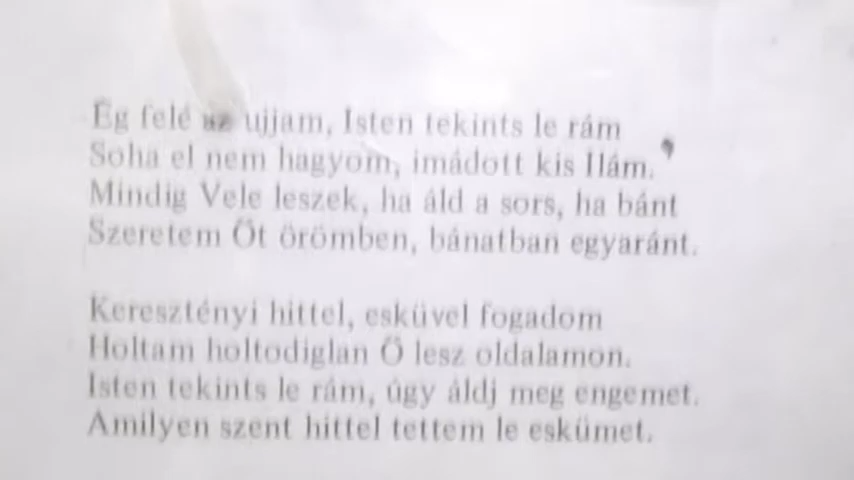 Ég felé az ujjam, Isten tekints le rám
Soha el nem hagyom, imádott kis Ilám.
Mindig Vele leszek, ha áld a sors, ha bánt
Szeretem Őt örömben, bánatban egyaránt.
Keresztényi hittel, esküvel fogadom
Holtam holtodiglan Ő lesz oldalamon.
Isten tekints le rám, úgy áldj meg engemet.
Amilyen szent hittel tettem le eskümet.